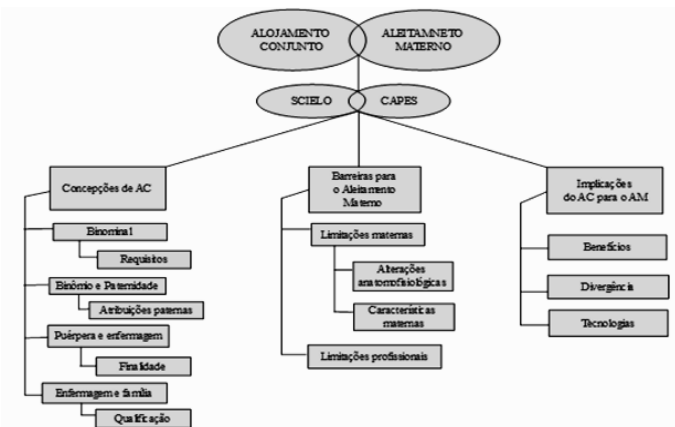 ALOJAMENTO
CONJUNTO
ALEITAMNETO
MATERNO
SCIELO
CAPES
Concepções de AC
Binominal
Requisitos
Binômio e Paternidade
Atribuições paternas
Puérpera e enfermagem
Finalidade
Enfermagem e família
Qualificação
Barreiras para
o Aleitamento
Materno
Limitações maternas
Alterações
anatomofisiológicas
Características
maternas
Limitações profissionais
Implicações
do AC para o AM
Benefícios
Divergência
Tecnologias